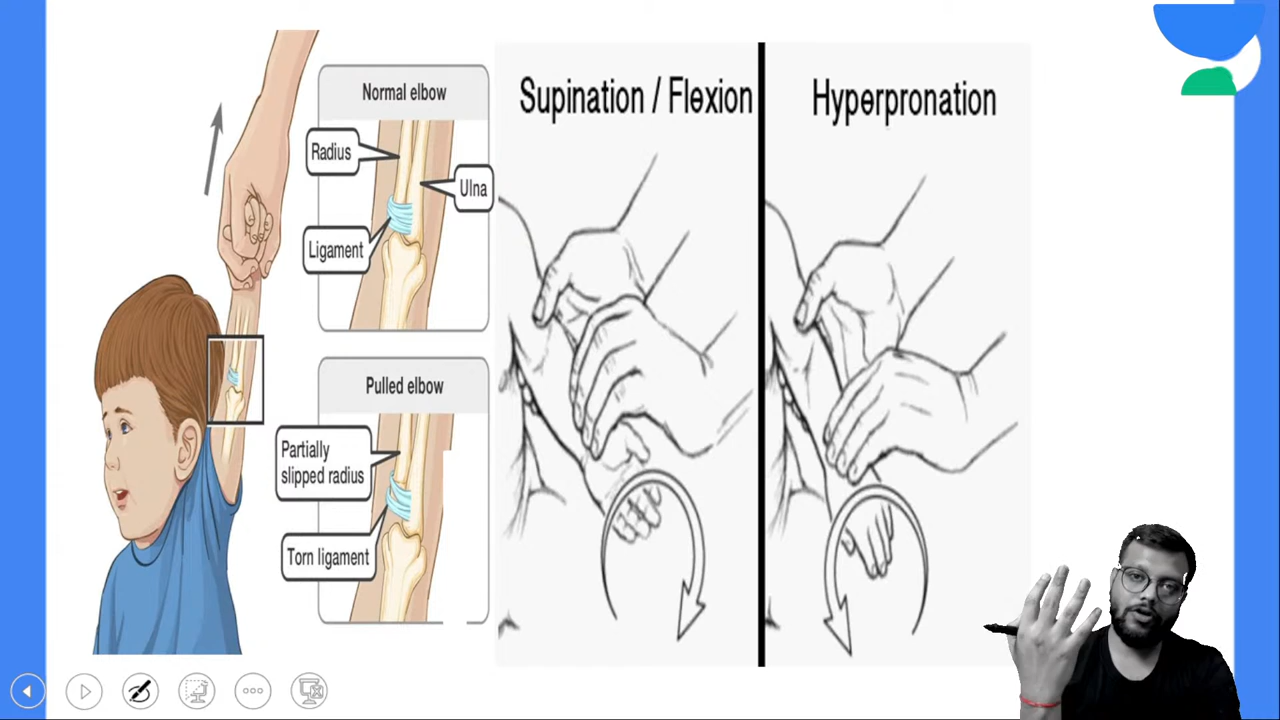 Normal elbow
Radius
Ulna
Ligament
Pulled elbow
Partially
slipped radius
Torn ligament
Supination / Flexion
Hyperpronation